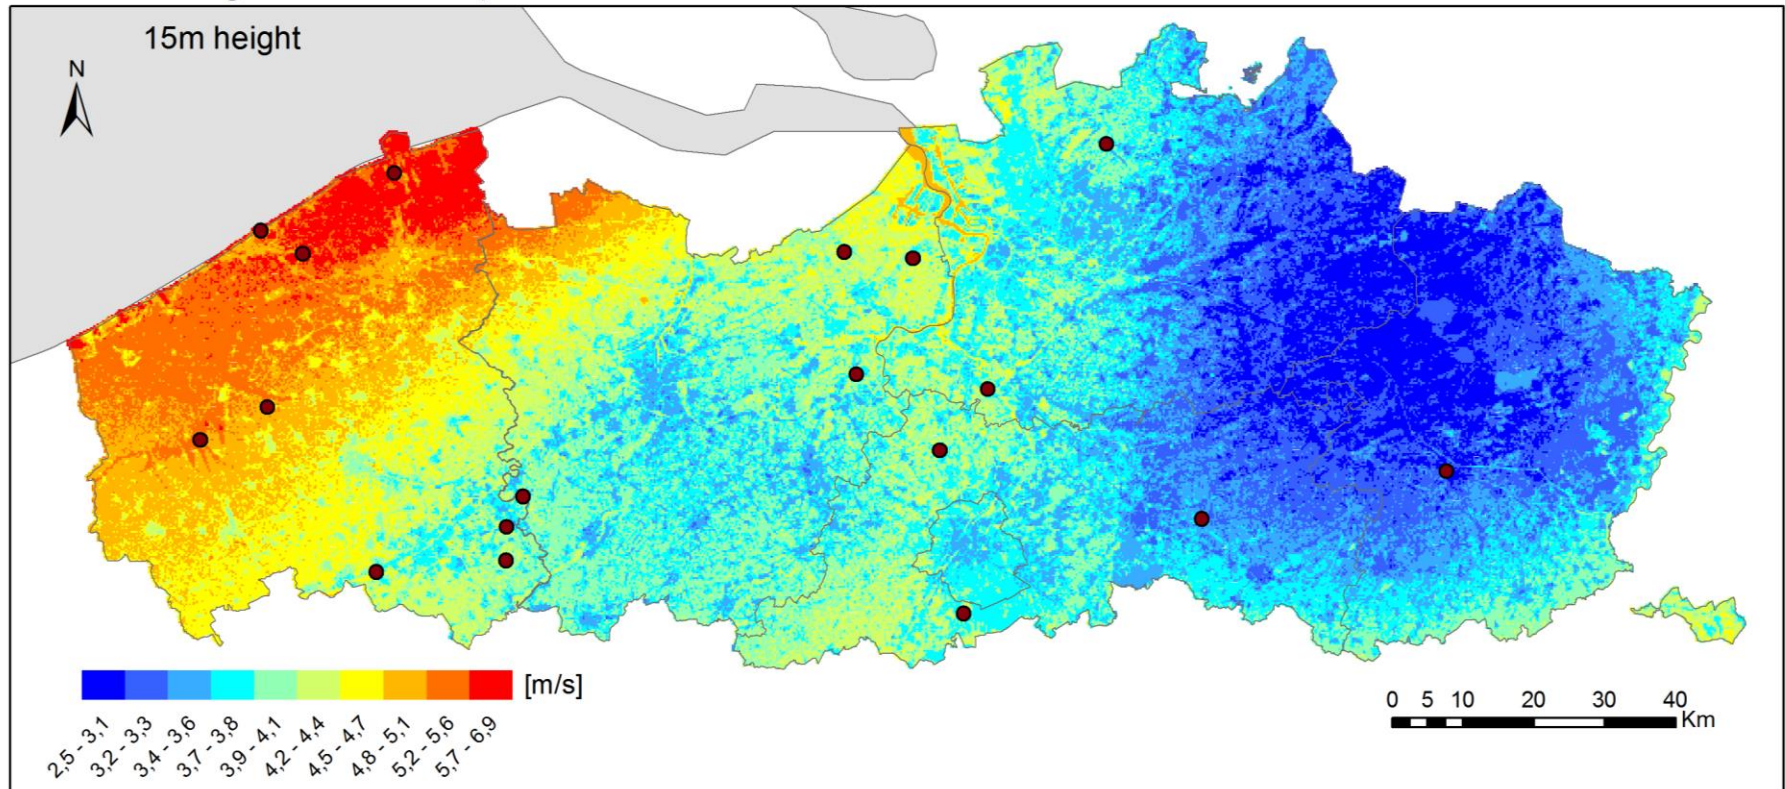 15m height
N
[m/s]
2,5 - 3,1
3,2 - 3,3
3,4 - 3,6
3,7 - 3,8
3,9 - 4,1
4,2 - 4,4
4,5 - 4,7
4,8 - 5,1
5,2 - 5,6
5,7 - 6,9
0 5 10 20 30 40
Km